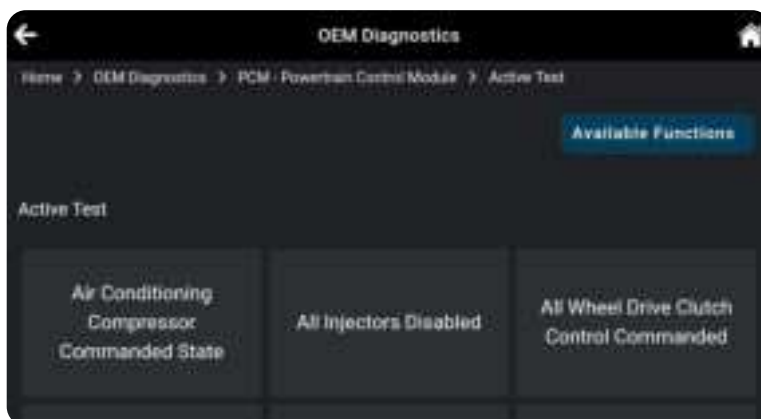 OEM Diagnostics
Home > OEM Diagnostics > PCM - Powertrain Control Module > Active Test
Available Functions
Active Test
Air Conditioning
Compressor
Commanded State
All Injectors Disabled
All Wheel Drive Clutch
Control Commanded